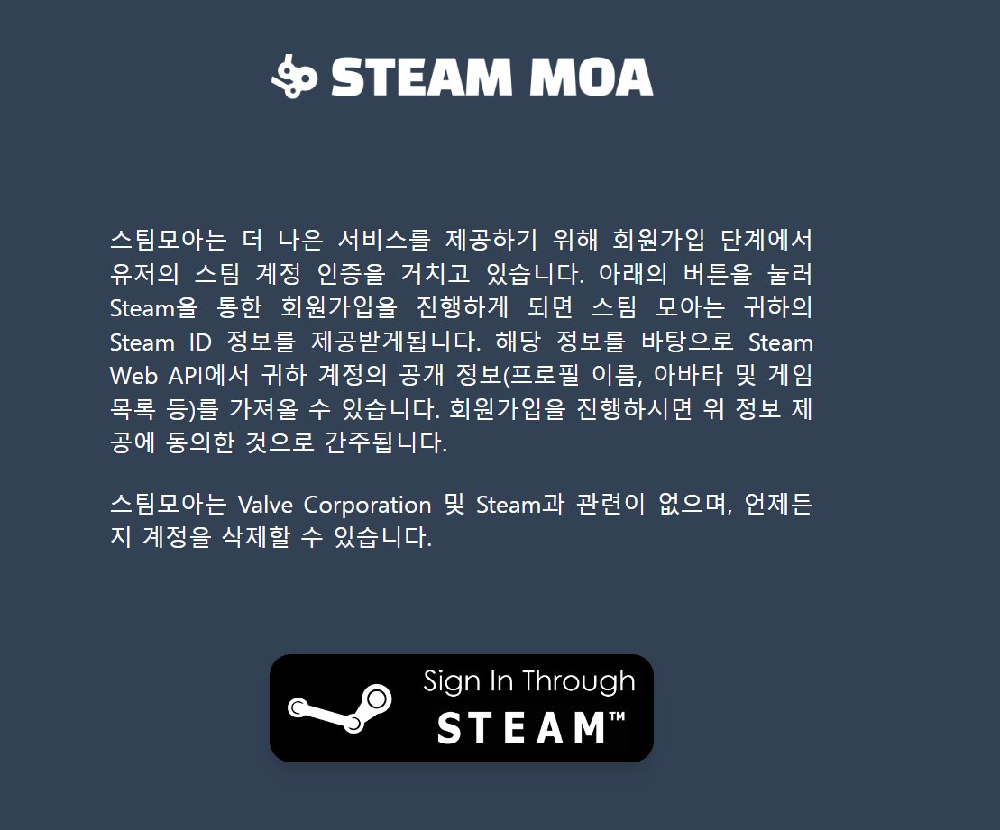 STEAM MOA
스팀모아는 더 나은 서비스를 제공하기 위해 회원가입 단계에서
유저의 스팀 계정 인증을 거치고 있습니다. 아래의 버튼을 눌러
Steam을 통한 회원가입을 진행하게 되면 스팀 모아는 귀하의
Steam ID 정보를 제공받게됩니다. 해당 정보를 바탕으로 Steam
Web API에서 귀하 계정의 공개 정보(프로필 이름, 아바타 및 게임
목록 등)를 가져올 수 있습니다. 회원가입을 진행하시면 위 정보 제
공에 동의한 것으로 간주됩니다.
스팀모아는 Valve Corporation 및 Steam과 관련이 없으며, 언제든
지 계정을 삭제할 수 있습니다.
Sign In Through
STEAM™